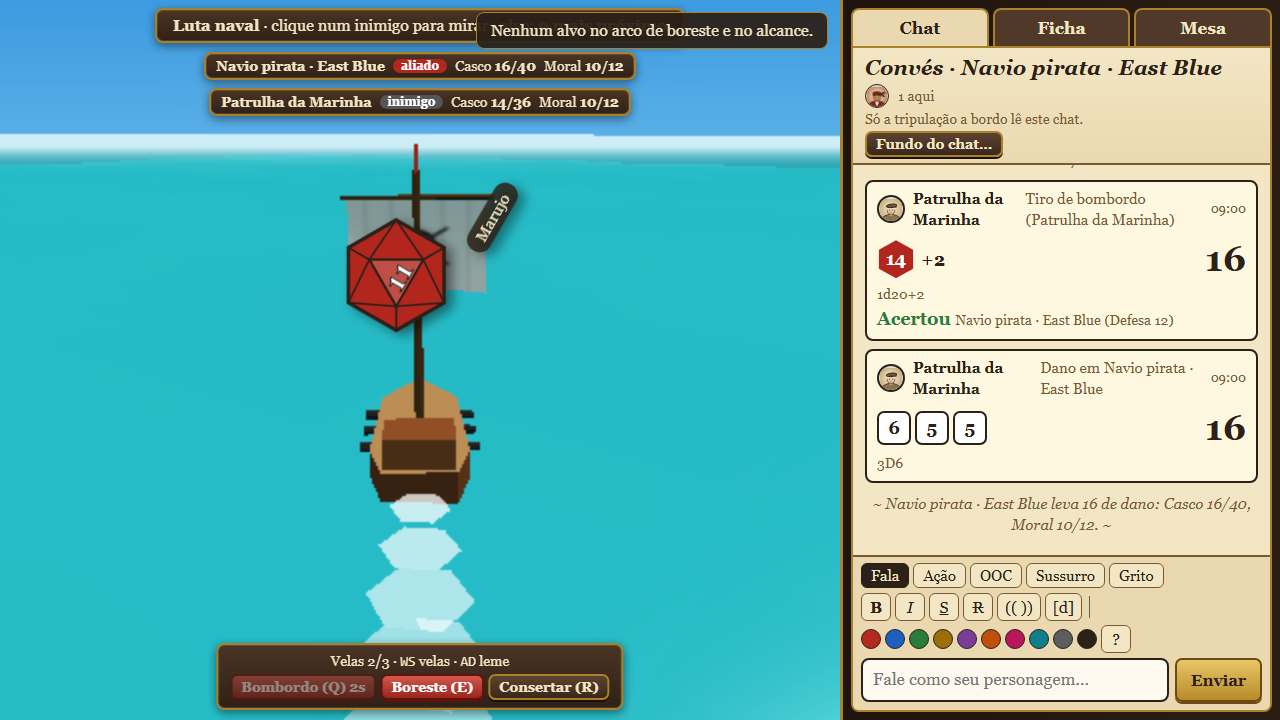 Luta naval · clique num inimigo para mirar
Nenhum alvo no arco de boreste e no alcance.
Navio pirata · East Blue aliado Casco 16/40 Moral 10/12
Patrulha da Marinha inimigo Casco 14/36 Moral 10/12
Marujo
11
Velas 2/3 · WS velas · AD leme
Bombordo (Q) 2s Boreste (E) Consertar (R)
Chat Ficha Mesa
Convés · Navio pirata · East Blue
1 aqui
Só a tripulação a bordo lê este chat.
Fundo do chat...
Patrulha da Marinha
Tiro de bombordo (Patrulha da Marinha)
09:00
14 +2 16
1d20+2
Acertou Navio pirata · East Blue (Defesa 12)
Patrulha da Marinha
Dano em Navio pirata · East Blue
09:00
6 5 5 16
3D6
~ Navio pirata · East Blue leva 16 de dano: Casco 16/40,
Moral 10/12. ~
Fala Ação OOC Sussurro Grito
B I S R (( )) [d]
?
Fale como seu personagem...
Enviar